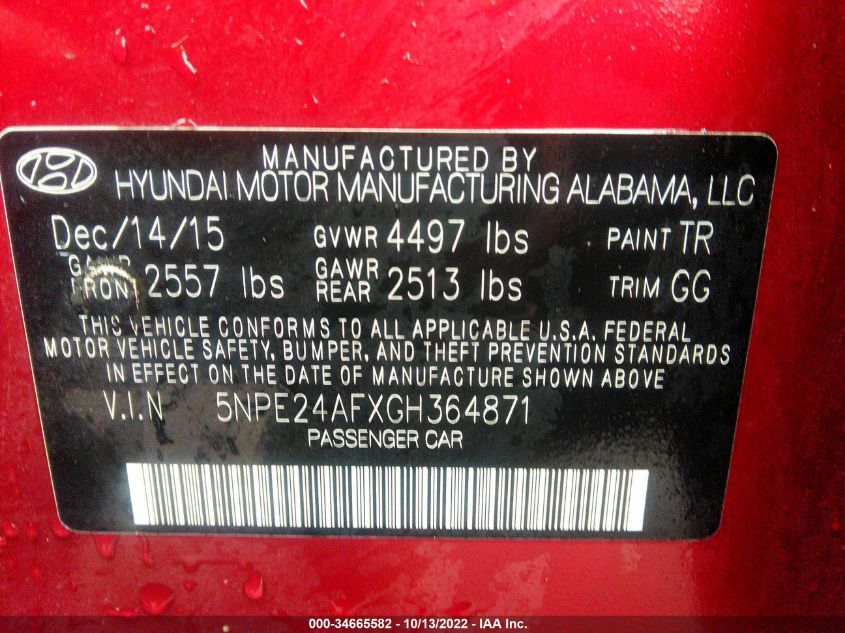 MANUFACTURED BY
HYUNDAI MOTOR MANUFACTURING ALABAMA, LLC
Dec/14/15 GVWR 4497 lbs PAINT TR
GAWR FRONT 2557 lbs GAWR REAR 2513 lbs TRIM GG
THIS VEHICLE CONFORMS TO ALL APPLICABLE U.S.A. FEDERAL
MOTOR VEHICLE SAFETY, BUMPER, AND THEFT PREVENTION STANDARDS
IN EFFECT ON THE DATE OF MANUFACTURE SHOWN ABOVE
V.I.N 5NPE24AFXGH364871
PASSENGER CAR
000-34665582 - 10/13/2022 - IAA Inc.